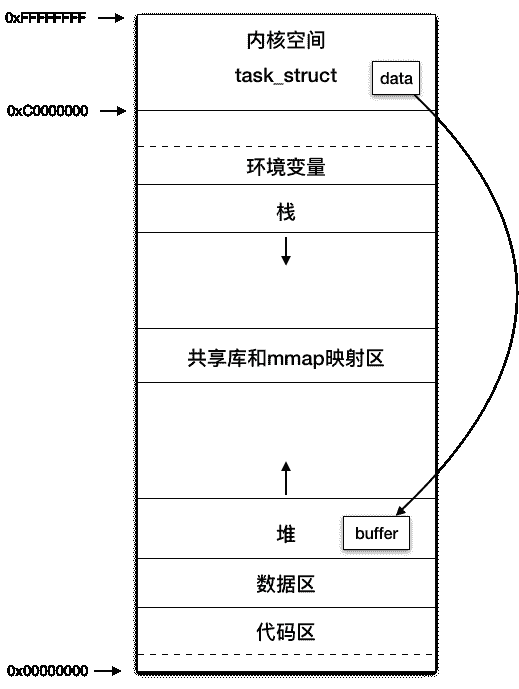 0xFFFFFFFF
内核空间
task_struct
data
0xC0000000
环境变量
栈
共享库和mmap映射区
堆
buffer
数据区
代码区
0x00000000